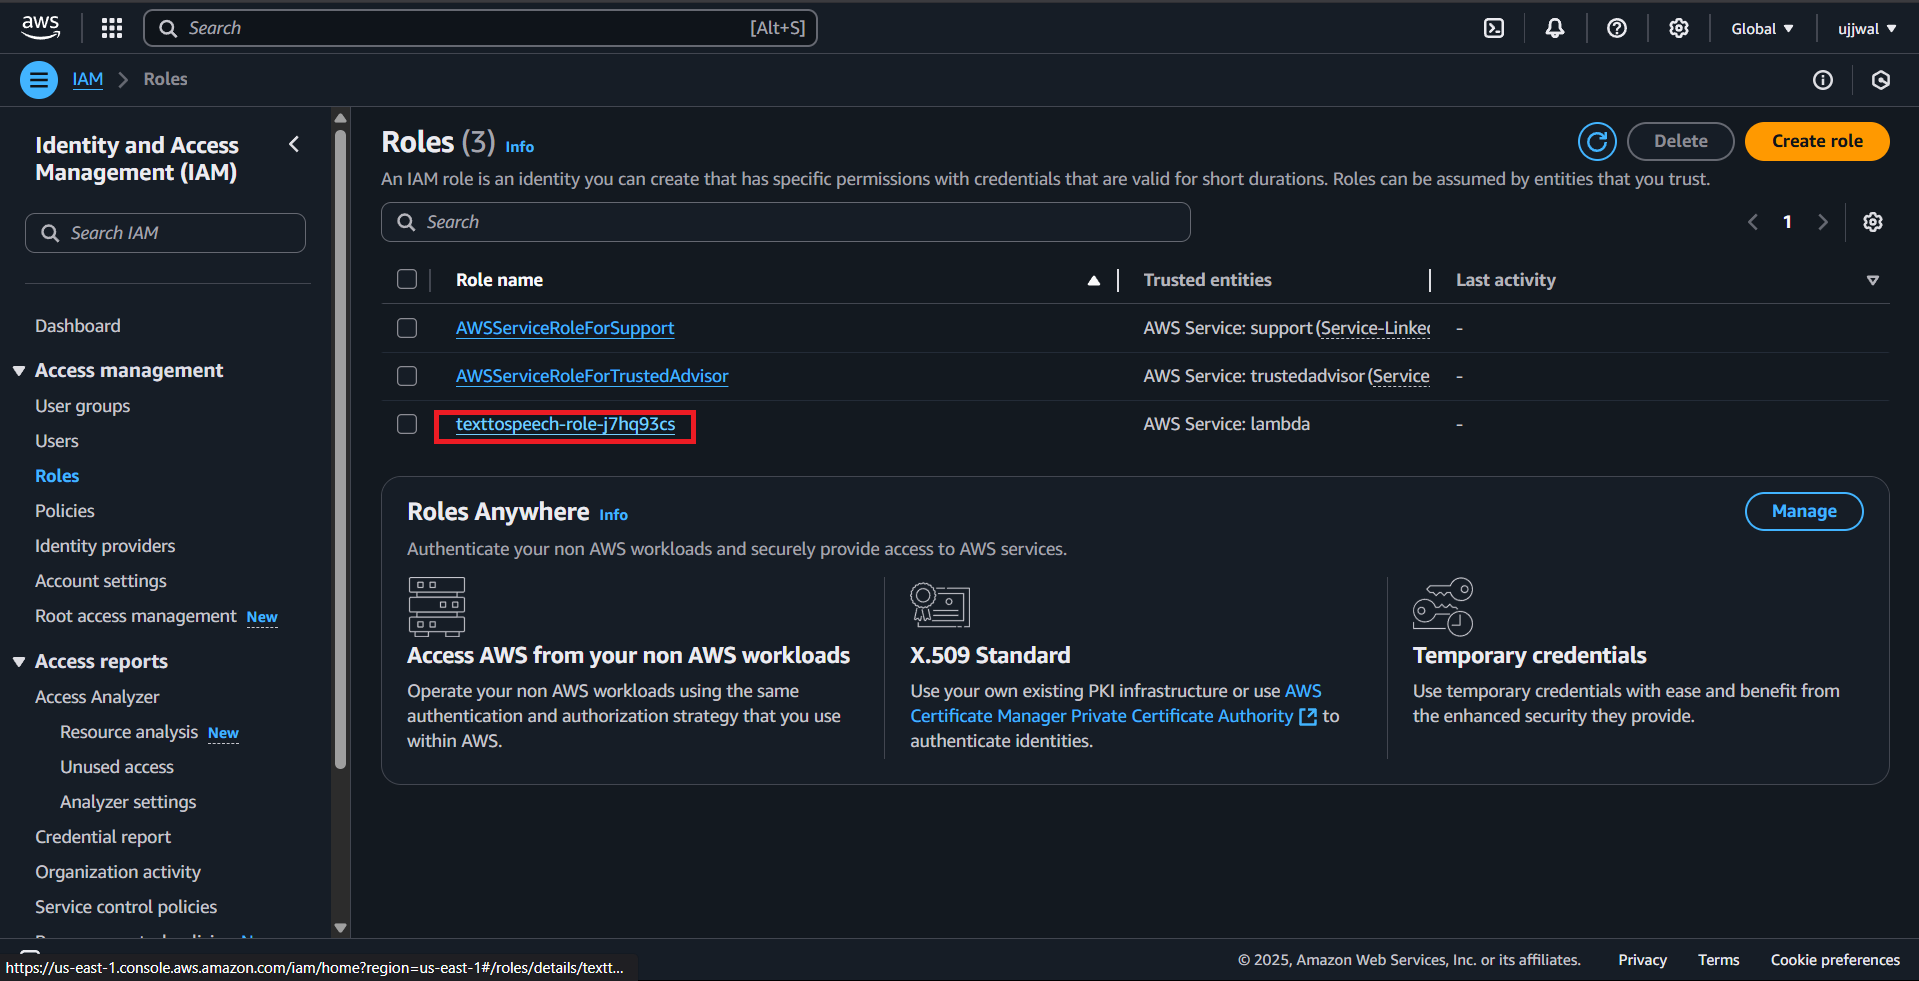 aws
Search [Alt+S]
Global
ujjwal
IAM
Roles
Identity and Access
Management (IAM)
Search IAM
Dashboard
Access management
User groups
Users
Roles
Policies
Identity providers
Account settings
Root access management New
Access reports
Access Analyzer
Resource analysis New
Unused access
Analyzer settings
Credential report
Organization activity
Service control policies
Roles (3) Info
Delete
Create role
An IAM role is an identity you can create that has specific permissions with credentials that are valid for short durations. Roles can be assumed by entities that you trust.
Search
1
Role name Trusted entities Last activity
AWSServiceRoleForSupport AWS Service: support (Service-Linked -
AWSServiceRoleForTrustedAdvisor AWS Service: trustedadvisor (Service -
texttospeech-role-j7hq93cs AWS Service: lambda -
Roles Anywhere Info
Manage
Authenticate your non AWS workloads and securely provide access to AWS services.
Access AWS from your non AWS workloads
Operate your non AWS workloads using the same
authentication and authorization strategy that you use
within AWS.
X.509 Standard
Use your own existing PKI infrastructure or use AWS
Certificate Manager Private Certificate Authority to
authenticate identities.
Temporary credentials
Use temporary credentials with ease and benefit from
the enhanced security they provide.
https://us-east-1.console.aws.amazon.com/iam/home?region=us-east-1#/roles/details/textt...
© 2025, Amazon Web Services, Inc. or its affiliates. Privacy Terms Cookie preferences